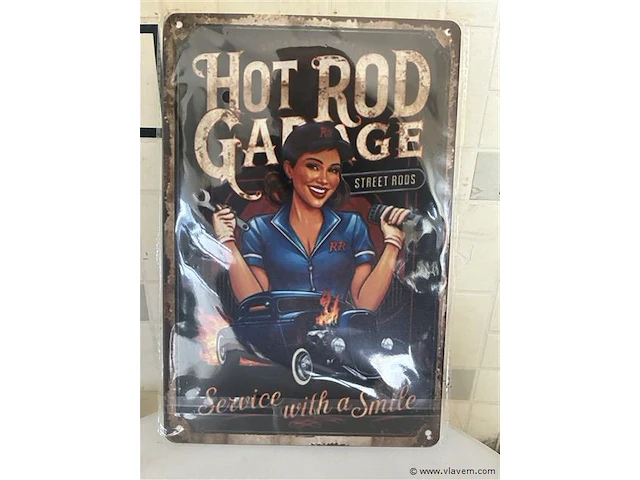 HOT ROD
GARAGE
STREET RODS
RR
Service with a Smile
© www.vlavem.com